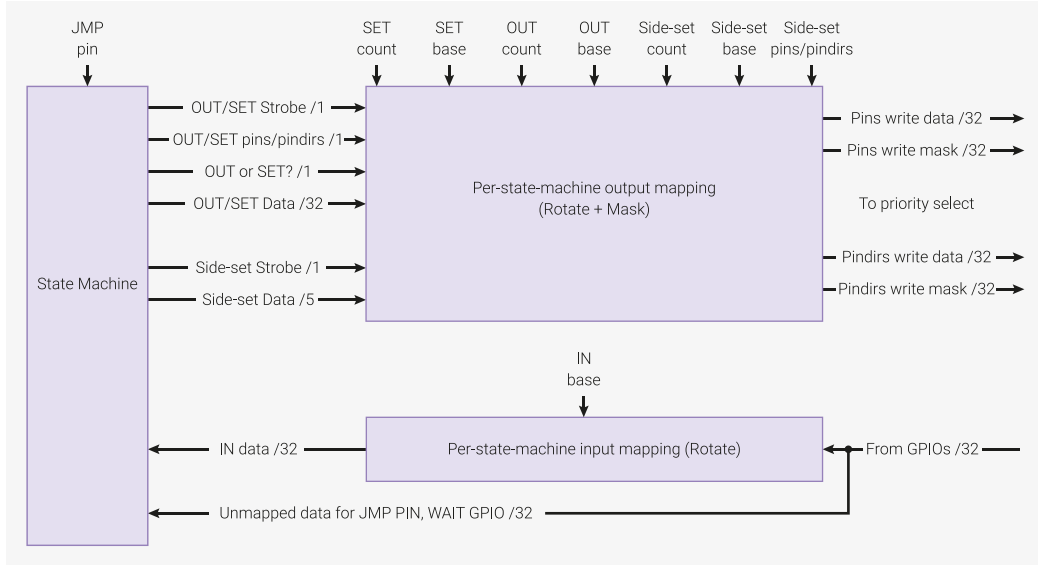 JMP
pin
SET
count
SET
base
OUT
count
OUT
base
Side-set
count
Side-set
base
Side-set
pins/pindirs
OUT/SET Strobe /1
OUT/SET pins/pindirs /1
OUT or SET? /1
OUT/SET Data /32
Side-set Strobe /1
Side-set Data /5
State Machine
Per-state-machine output mapping
(Rotate + Mask)
Pins write data /32
Pins write mask /32
To priority select
Pindirs write data /32
Pindirs write mask /32
IN
base
IN data /32
Per-state-machine input mapping (Rotate)
From GPIOs /32
Unmapped data for JMP PIN, WAIT GPIO /32